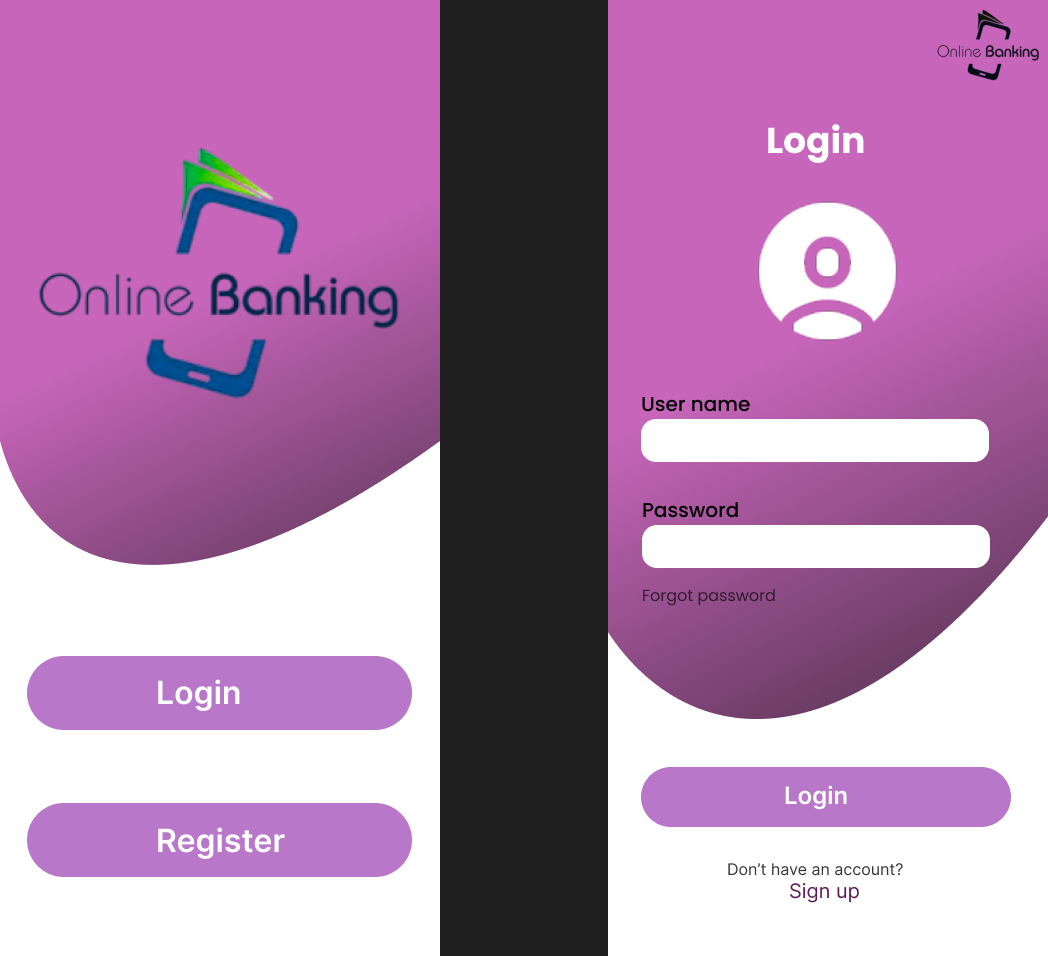 Online Banking
Login
Register
Online Banking
Login
User name
Password
Forgot password
Login
Don’t have an account?
Sign up